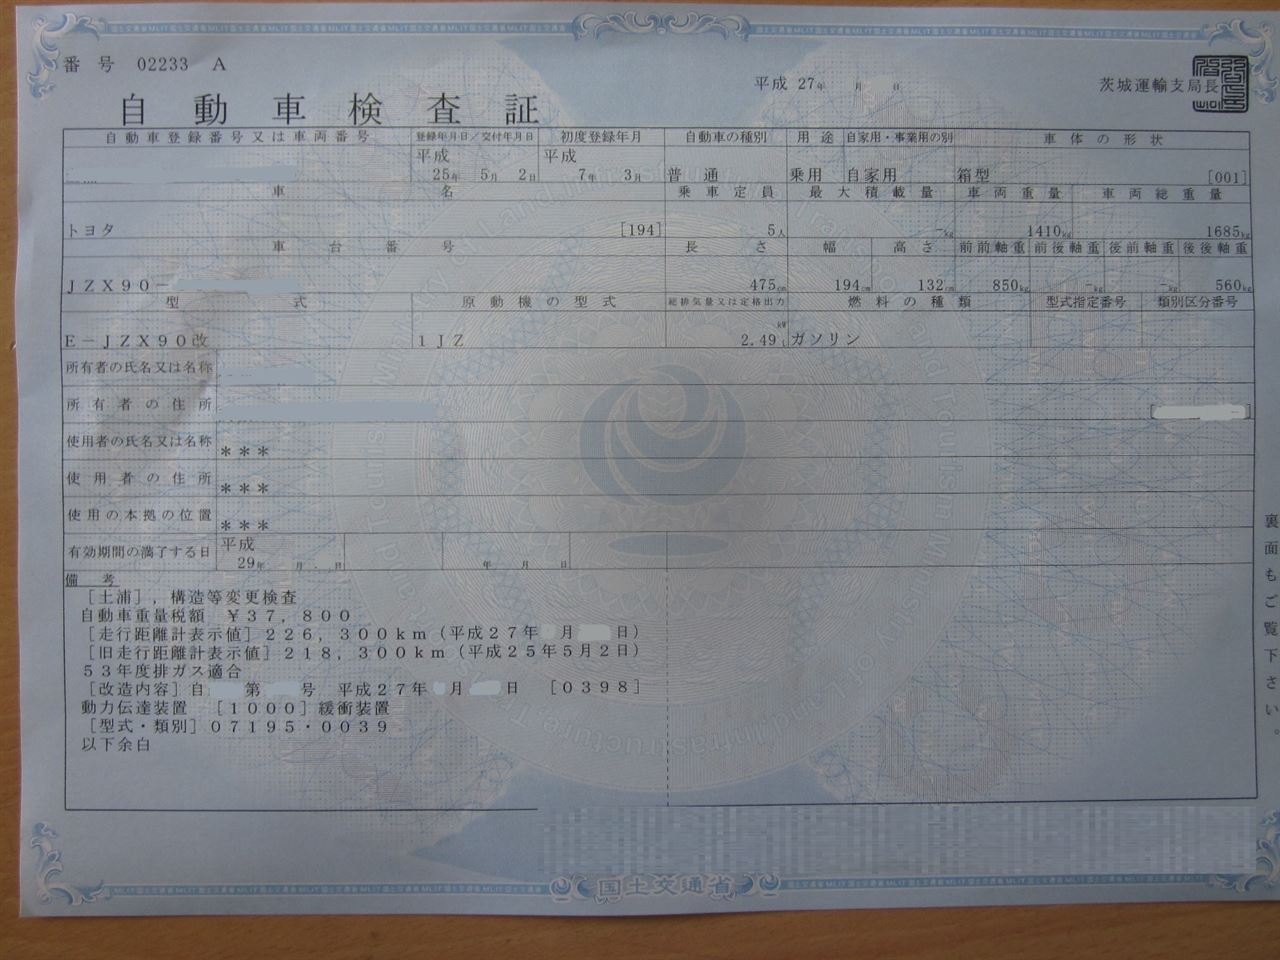 番号 02233 A
平成 27年 月 日
茨城運輸支局長
自動車検査証
自動車登録番号又は車両番号 登録年月日/交付年月日 初度登録年月 自動車の種別 用途 自家用・事業用の別 車体の形状
平成 25年 5月 2日 平成 7年 3月 普通 乗用 自家用 箱型 [001]
車名 乗車定員 最大積載量 車両重量 車両総重量
トヨタ [194] 5人 -kg 1410kg 1685kg
車台番号 長さ 幅 高さ 前前軸重 前後軸重 後前軸重 後後軸重
JZX90- 475cm 194cm 132cm 850kg -kg -kg 560kg
型式 原動機の型式 総排気量又は定格出力 燃料の種類 型式指定番号 類別区分番号
E-JZX90改 1JZ kW 2.49L ガソリン
所有者の氏名又は名称
所有者の住所 [ ]
使用者の氏名又は名称 ***
使用者の住所 ***
使用の本拠の位置 ***
有効期間の満了する日 平成 29年 月 日 年 月 日
備考
[土浦],構造等変更検査
自動車重量税額 ¥37,800
[走行距離計表示値]226,300km(平成27年 月 日)
[旧走行距離計表示値]218,300km(平成25年5月2日)
53年度排ガス適合
[改造内容]自 第 号 平成27年 月 日 [0398]
動力伝達装置 [1000]緩衝装置
[型式・類別]07195・0039
以下余白
裏面もご覧下さい。
国土交通省